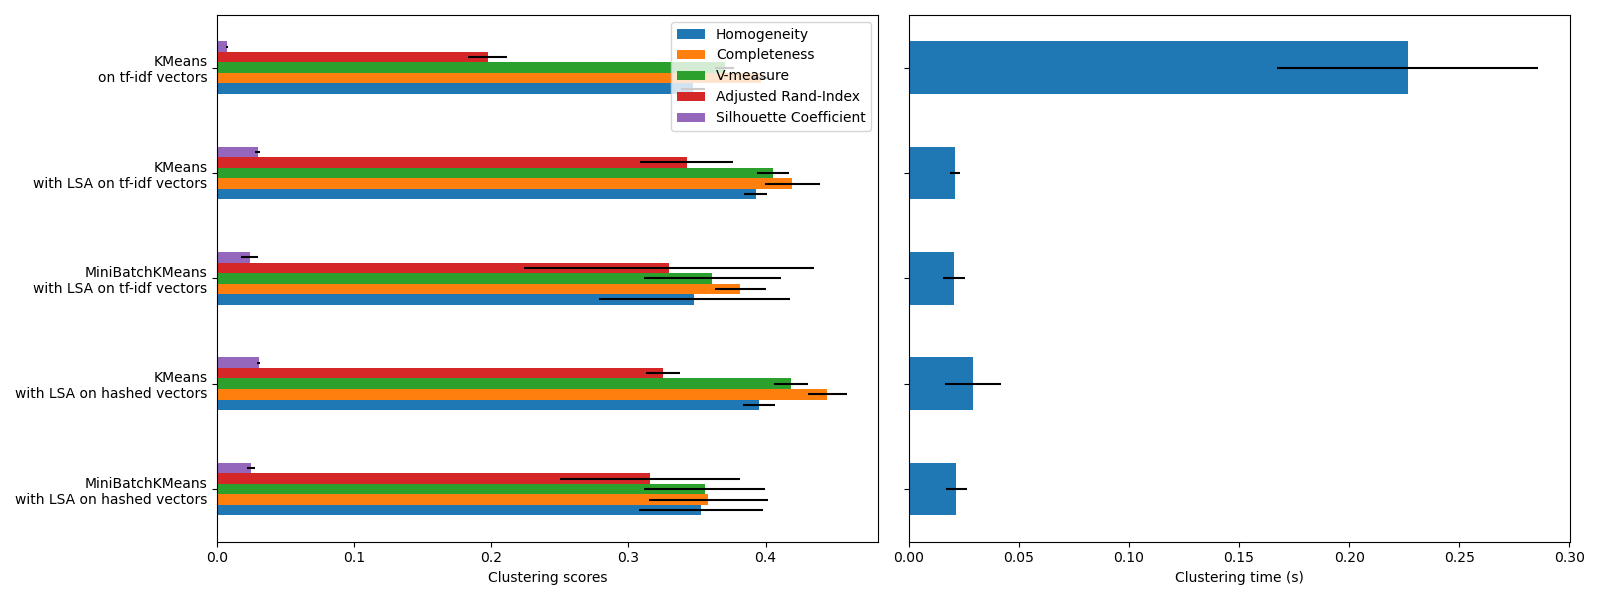 KMeans
on tf-idf vectors
KMeans
with LSA on tf-idf vectors
MiniBatchKMeans
with LSA on tf-idf vectors
KMeans
with LSA on hashed vectors
MiniBatchKMeans
with LSA on hashed vectors
Homogeneity
Completeness
V-measure
Adjusted Rand-Index
Silhouette Coefficient
0.0 0.1 0.2 0.3 0.4
Clustering scores
0.00 0.05 0.10 0.15 0.20 0.25 0.30
Clustering time (s)